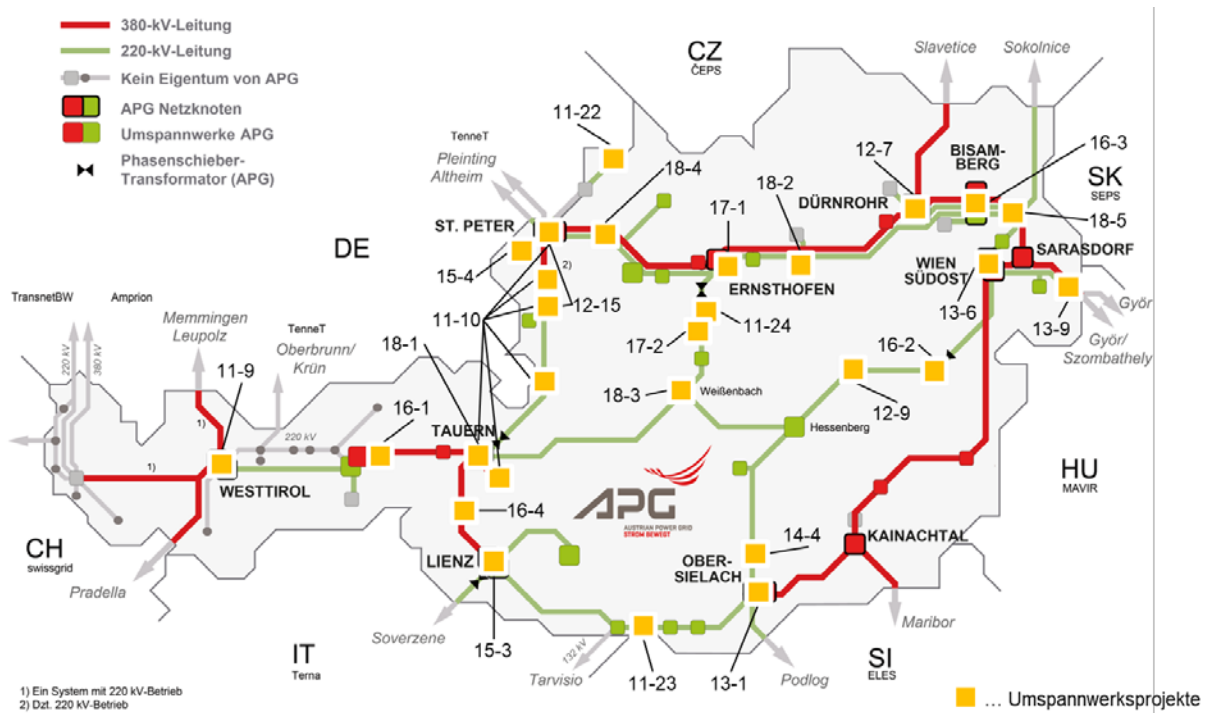 380-kV-Leitung
220-kV-Leitung
Kein Eigentum von APG
APG Netzknoten
Umspannwerke APG
Phasenschieber-
Transformator (APG)
CZ
ČEPS
Slavetice
Sokolnice
11-22
TenneT
Pleinting
Altheim
18-4
12-7
BISAM-
BERG
16-3
SK
SEPS
18-2
DÜRNROHR
17-1
ST. PETER
18-5
DE
15-4
2)
SARASDORF
WIEN
SÜDOST
ERNSTHOFEN
TransnetBW
Amprion
12-15
11-10
11-24
13-6
13-9
Györ
Memmingen
Leupolz
TenneT
Oberbrunn/
Krün
18-1
17-2
16-2
Györ/
Szombathely
220 kV
380 kV
11-9
18-3
Weißenbach
12-9
1)
16-1
TAUERN
Hessenberg
220 kV
1)
WESTTIROL
HU
MAVIR
16-4
APG
AUSTRIAN POWER GRID
STROM BEWEGT
CH
swissgrid
LIENZ
14-4
KAINACHTAL
OBER-
SIELACH
Pradella
Soverzene
Maribor
IT
Terna
15-3
132 kV
Tarvisio
11-23
13-1
Podlog
SI
ELES
1) Ein System mit 220 kV-Betrieb
2) Dzt. 220 kV-Betrieb
... Umspannwerksprojekte